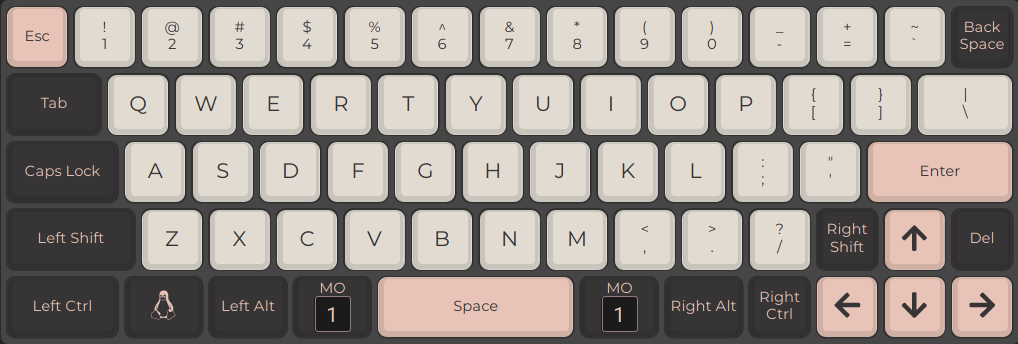 Esc ! @ # $ % ^ & * ( ) _ + ~ Back
1 2 3 4 5 6 7 8 9 0 - = ` Space
Tab Q W E R T Y U I O P { } |
[ ] \
Caps Lock A S D F G H J K L : " Enter
; '
Left Shift Z X C V B N M < > ? Right Del
, . / Shift
Left Ctrl Left Alt MO Space MO Right Alt Right
1 1 Ctrl